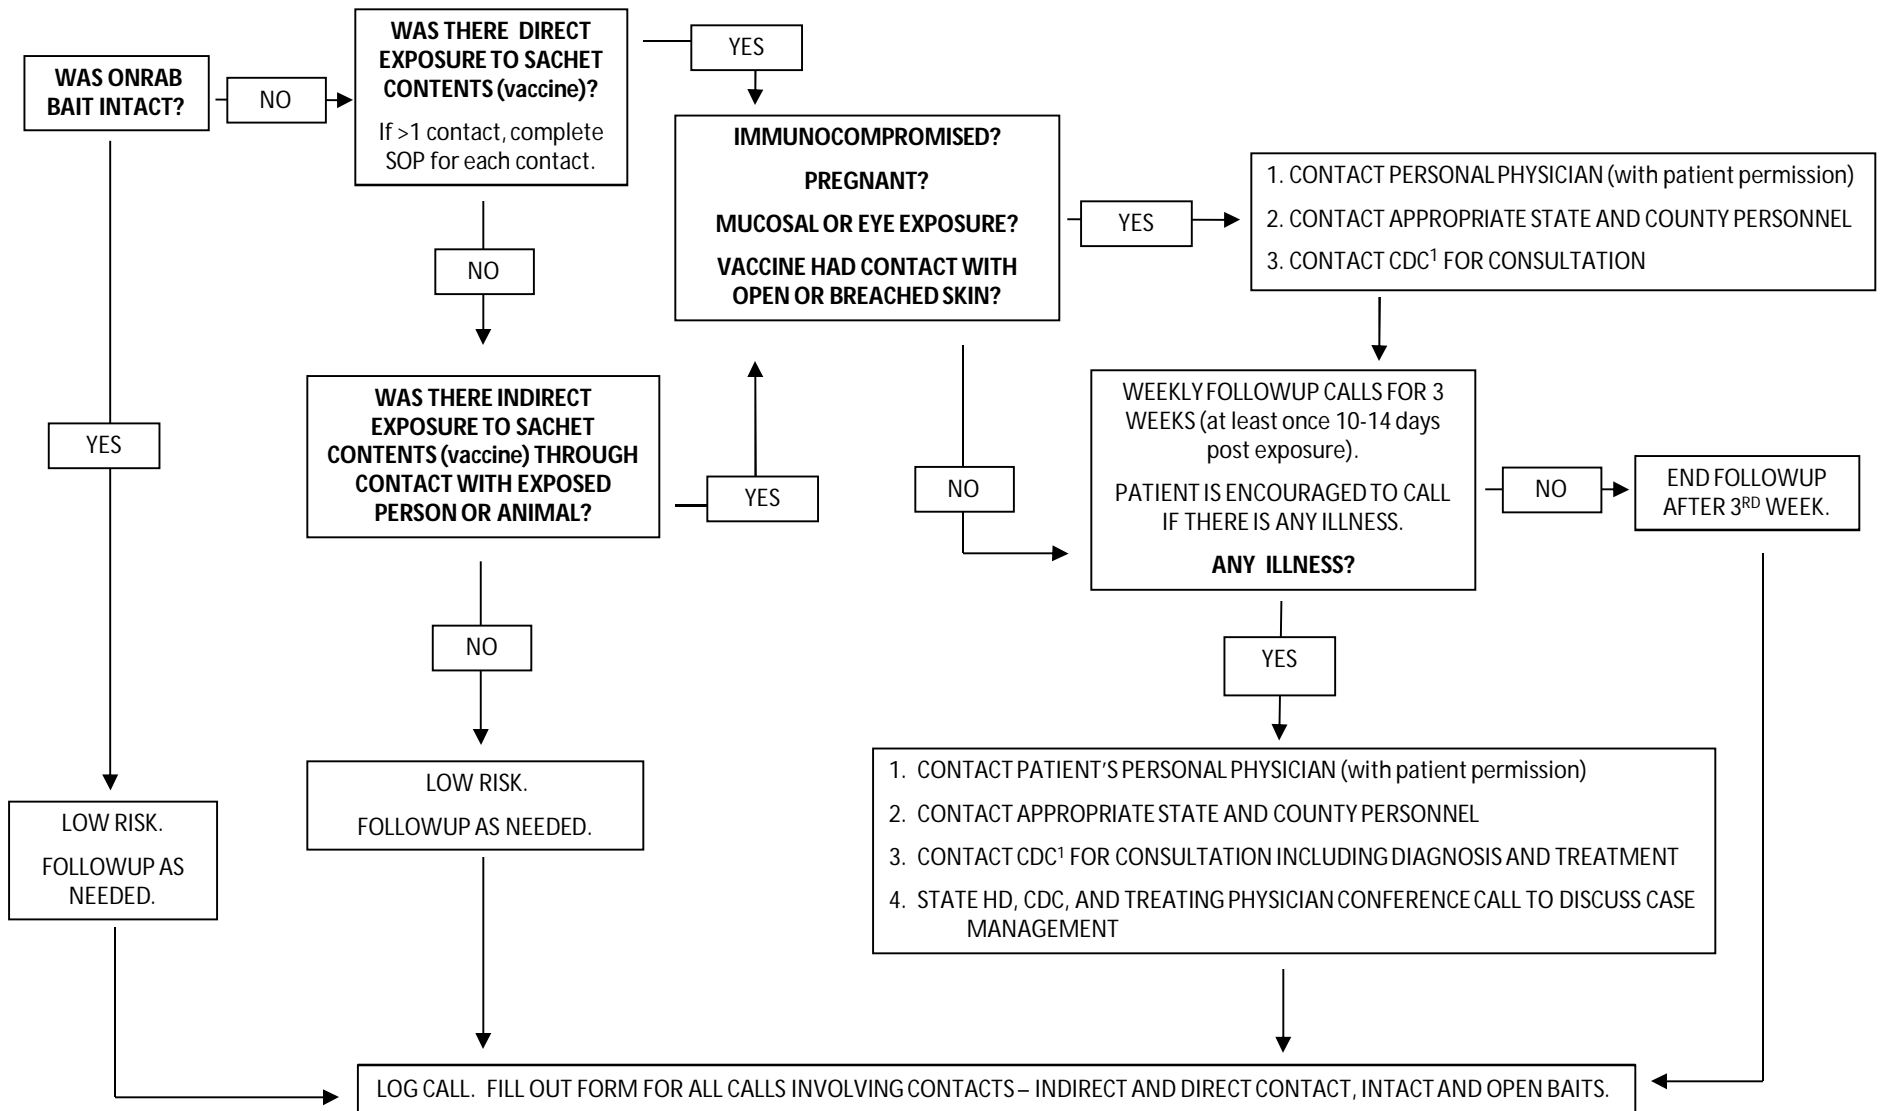 WAS ONRAB
BAIT INTACT?
NO
WAS THERE DIRECT
EXPOSURE TO SACHET
CONTENTS (vaccine)?
If >1 contact, complete
SOP for each contact.
YES
IMMUNOCOMPROMISED?
PREGNANT?
MUCOSAL OR EYE EXPOSURE?
VACCINE HAD CONTACT WITH
OPEN OR BREACHED SKIN?
YES
1. CONTACT PERSONAL PHYSICIAN (with patient permission)
2. CONTACT APPROPRIATE STATE AND COUNTY PERSONNEL
3. CONTACT CDC¹ FOR CONSULTATION
NO
WAS THERE INDIRECT
EXPOSURE TO SACHET
CONTENTS (vaccine) THROUGH
CONTACT WITH EXPOSED
PERSON OR ANIMAL?
YES
NO
WEEKLY FOLLOWUP CALLS FOR 3
WEEKS (at least once 10-14 days
post exposure).
PATIENT IS ENCOURAGED TO CALL
IF THERE IS ANY ILLNESS.
ANY ILLNESS?
NO
END FOLLOWUP
AFTER 3RD WEEK.
YES
NO
YES
LOW RISK.
FOLLOWUP AS
NEEDED.
LOW RISK.
FOLLOWUP AS NEEDED.
1. CONTACT PATIENT'S PERSONAL PHYSICIAN (with patient permission)
2. CONTACT APPROPRIATE STATE AND COUNTY PERSONNEL
3. CONTACT CDC¹ FOR CONSULTATION INCLUDING DIAGNOSIS AND TREATMENT
4. STATE HD, CDC, AND TREATING PHYSICIAN CONFERENCE CALL TO DISCUSS CASE
MANAGEMENT
LOG CALL. FILL OUT FORM FOR ALL CALLS INVOLVING CONTACTS – INDIRECT AND DIRECT CONTACT, INTACT AND OPEN BAITS.